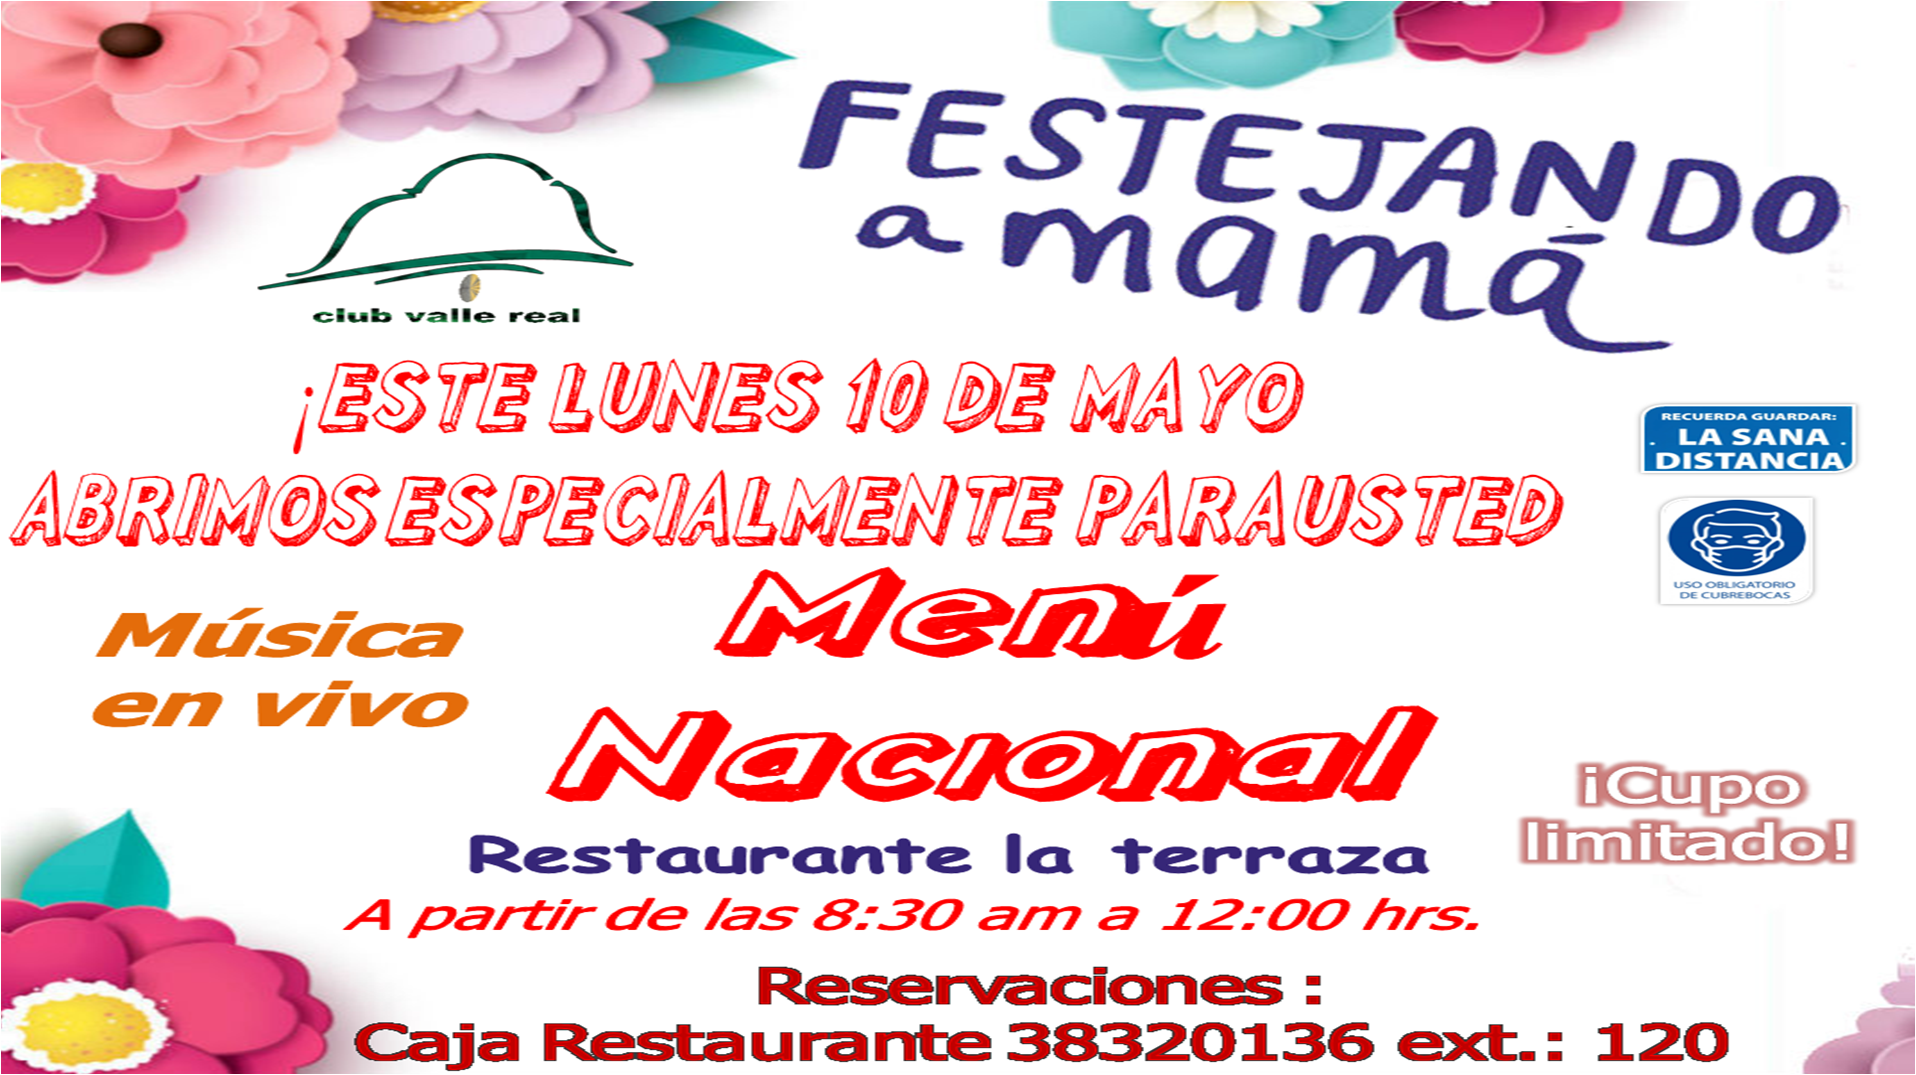 FESTEJANDO
a mamá
club valle real
¡ESTE LUNES 10 DE MAYO
ABRIMOS ESPECIALMENTE PARAUSTED
RECUERDA GUARDAR:
. LA SANA .
DISTANCIA
USO OBLIGATORIO
DE CUBREBOCAS
Música
en vivo
Menú
Nacional
¡Cupo
limitado!
Restaurante la terraza
A partir de las 8:30 am a 12:00 hrs.
Reservaciones :
Caja Restaurante 38320136 ext.: 120